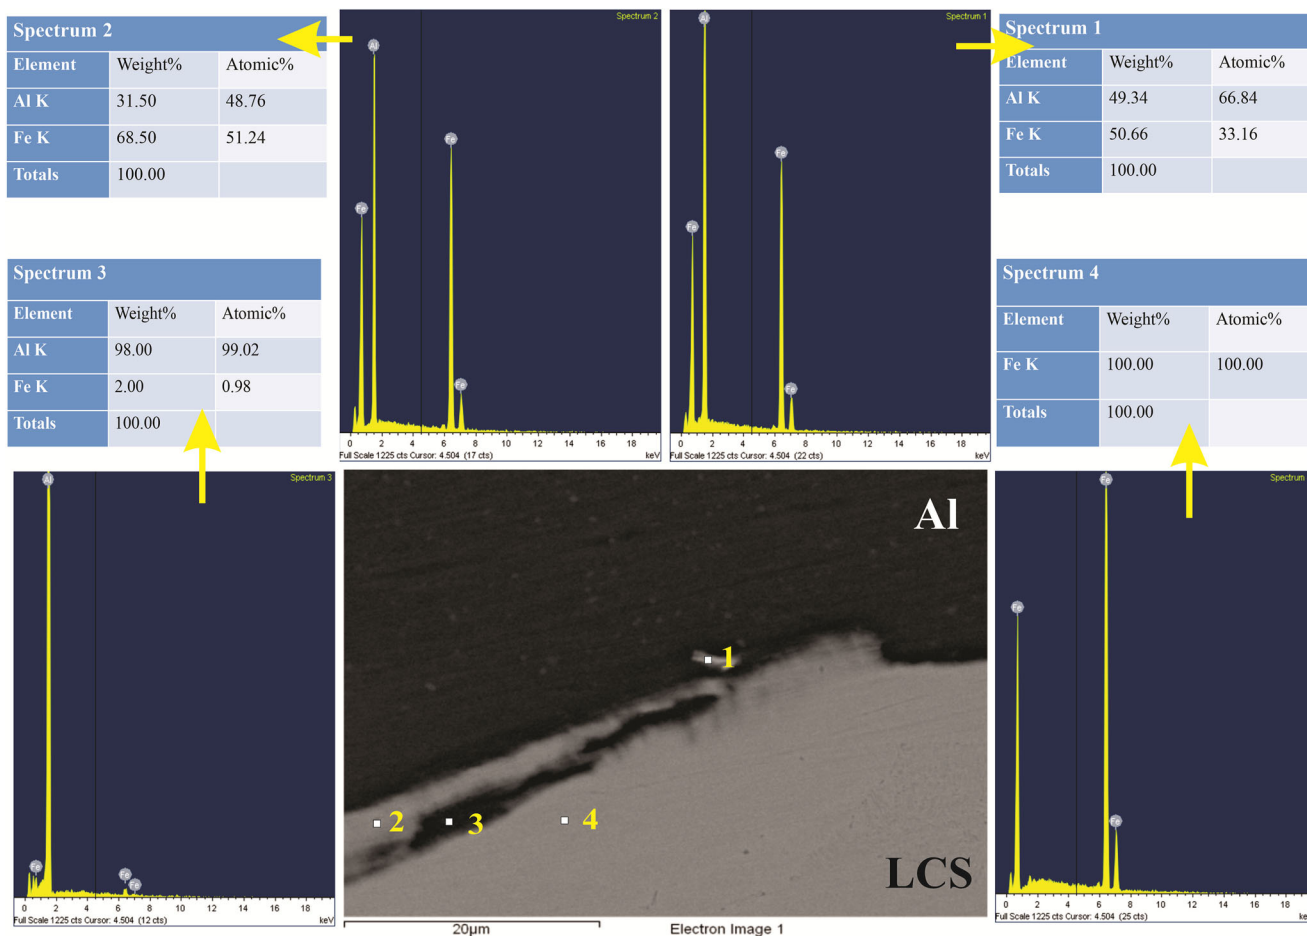 Spectrum 2
Element Weight% Atomic%
Al K 31.50 48.76
Fe K 68.50 51.24
Totals 100.00
Spectrum 2
Al
Fe
Fe
Fe
0 2 4 6 8 10 12 14 16 18
Full Scale 1225 cts Cursor: 4.504 (17 cts) keV
Spectrum 1
Al
Fe
Fe
Fe
0 2 4 6 8 10 12 14 16 18
Full Scale 1225 cts Cursor: 4.504 (22 cts) keV
Spectrum 1
Element Weight% Atomic%
Al K 49.34 66.84
Fe K 50.66 33.16
Totals 100.00
Spectrum 3
Element Weight% Atomic%
Al K 98.00 99.02
Fe K 2.00 0.98
Totals 100.00
Spectrum 4
Element Weight% Atomic%
Fe K 100.00 100.00
Totals 100.00
Spectrum 3
Al
Fe
Fe
Fe
0 2 4 6 8 10 12 14 16 18
Full Scale 1225 cts Cursor: 4.504 (12 cts) keV
Al
1
2
3
4
LCS
20µm
Electron Image 1
Spectrum
Fe
Fe
Fe
0 2 4 6 8 10 12 14 16 18
Full Scale 1225 cts Cursor: 4.504 (25 cts) keV